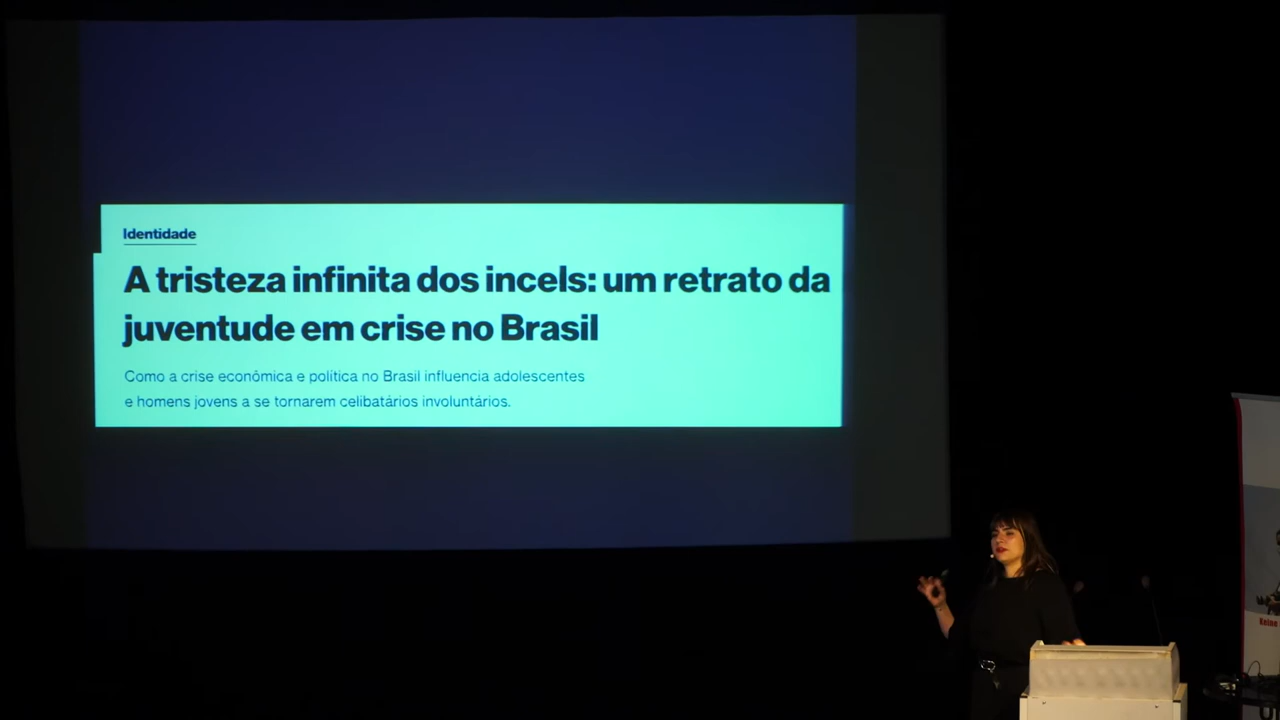 Identidade
A tristeza infinita dos incels: um retrato da
juventude em crise no Brasil
Como a crise econômica e política no Brasil influencia adolescentes
e homens jovens a se tornarem celibatários involuntários.
Keine